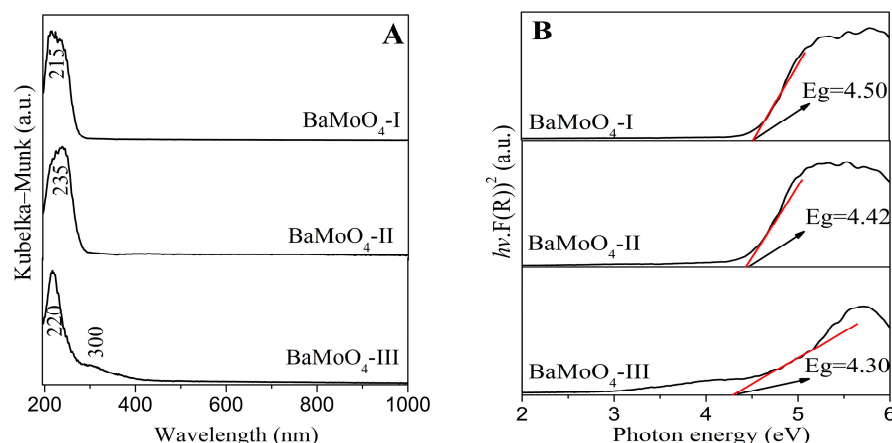 A
Kubelka–Munk (a.u.)
215
BaMoO4-I
235
BaMoO4-II
220
300
BaMoO4-III
200 400 600 800 1000
Wavelength (nm)
B
hν.F(R))2 (a.u.)
Eg=4.50
BaMoO4-I
Eg=4.42
BaMoO4-II
Eg=4.30
BaMoO4-III
2 3 4 5 6
Photon energy (eV)